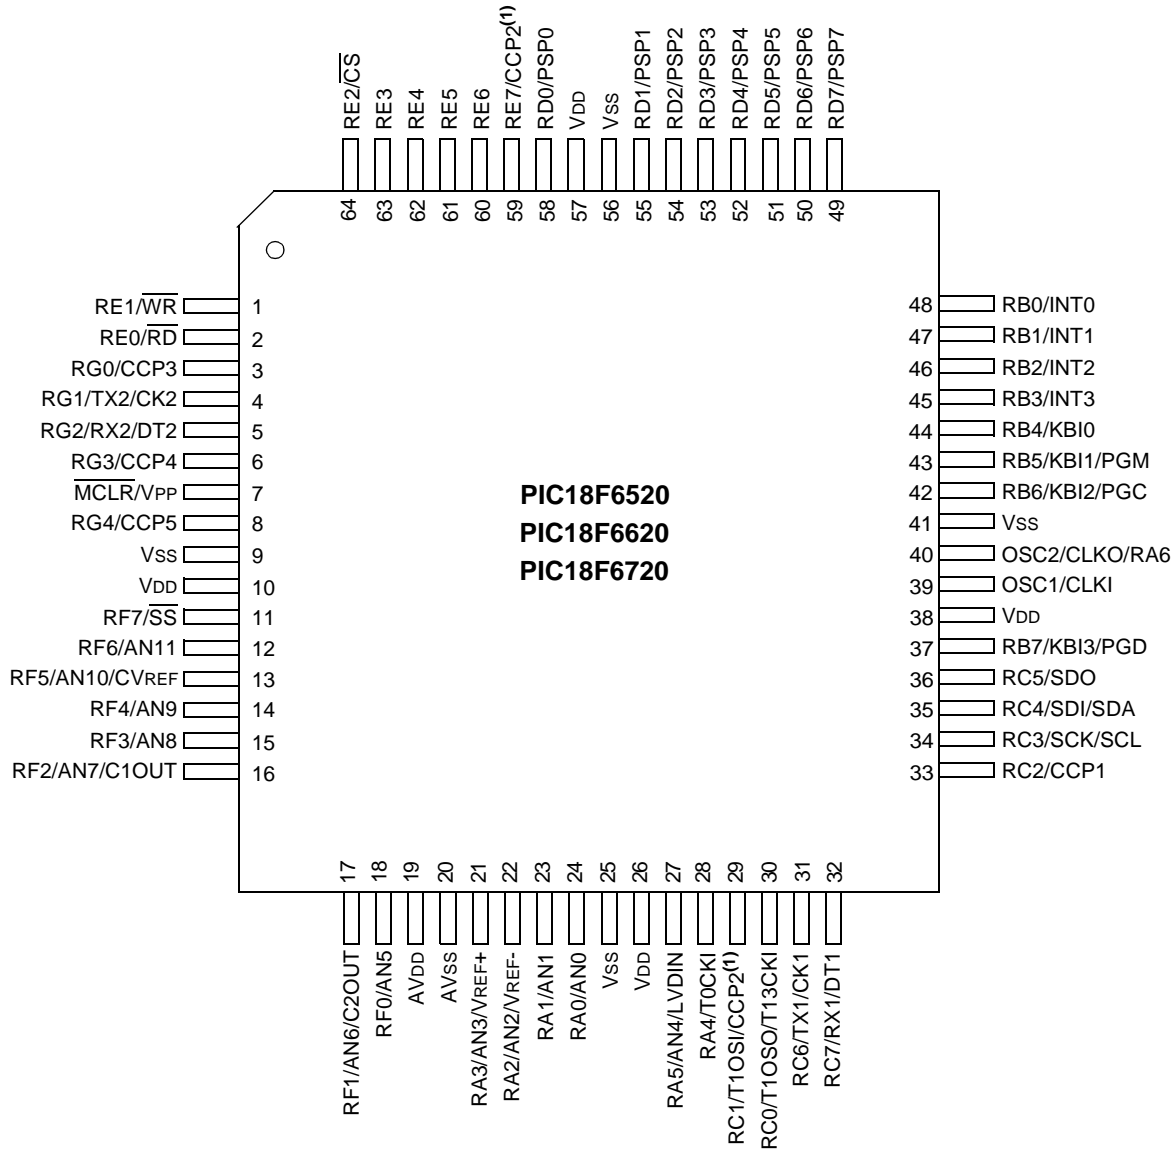 RE2/CS
RE3
RE4
RE5
RE6
RE7/CCP2(1)
RD0/PSP0
VDD
VSS
RD1/PSP1
RD2/PSP2
RD3/PSP3
RD4/PSP4
RD5/PSP5
RD6/PSP6
RD7/PSP7
64
63
62
61
60
59
58
57
56
55
54
53
52
51
50
49
RE1/WR 1
RE0/RD 2
RG0/CCP3 3
RG1/TX2/CK2 4
RG2/RX2/DT2 5
RG3/CCP4 6
MCLR/VPP 7
RG4/CCP5 8
VSS 9
VDD 10
RF7/SS 11
RF6/AN11 12
RF5/AN10/CVREF 13
RF4/AN9 14
RF3/AN8 15
RF2/AN7/C1OUT 16
PIC18F6520
PIC18F6620
PIC18F6720
48 RB0/INT0
47 RB1/INT1
46 RB2/INT2
45 RB3/INT3
44 RB4/KBI0
43 RB5/KBI1/PGM
42 RB6/KBI2/PGC
41 VSS
40 OSC2/CLKO/RA6
39 OSC1/CLKI
38 VDD
37 RB7/KBI3/PGD
36 RC5/SDO
35 RC4/SDI/SDA
34 RC3/SCK/SCL
33 RC2/CCP1
17
18
19
20
21
22
23
24
25
26
27
28
29
30
31
32
RF1/AN6/C2OUT
RF0/AN5
AVDD
AVSS
RA3/AN3/VREF+
RA2/AN2/VREF-
RA1/AN1
RA0/AN0
VSS
VDD
RA5/AN4/LVDIN
RA4/T0CKI
RC1/T1OSI/CCP2(1)
RC0/T1OSO/T13CKI
RC6/TX1/CK1
RC7/RX1/DT1